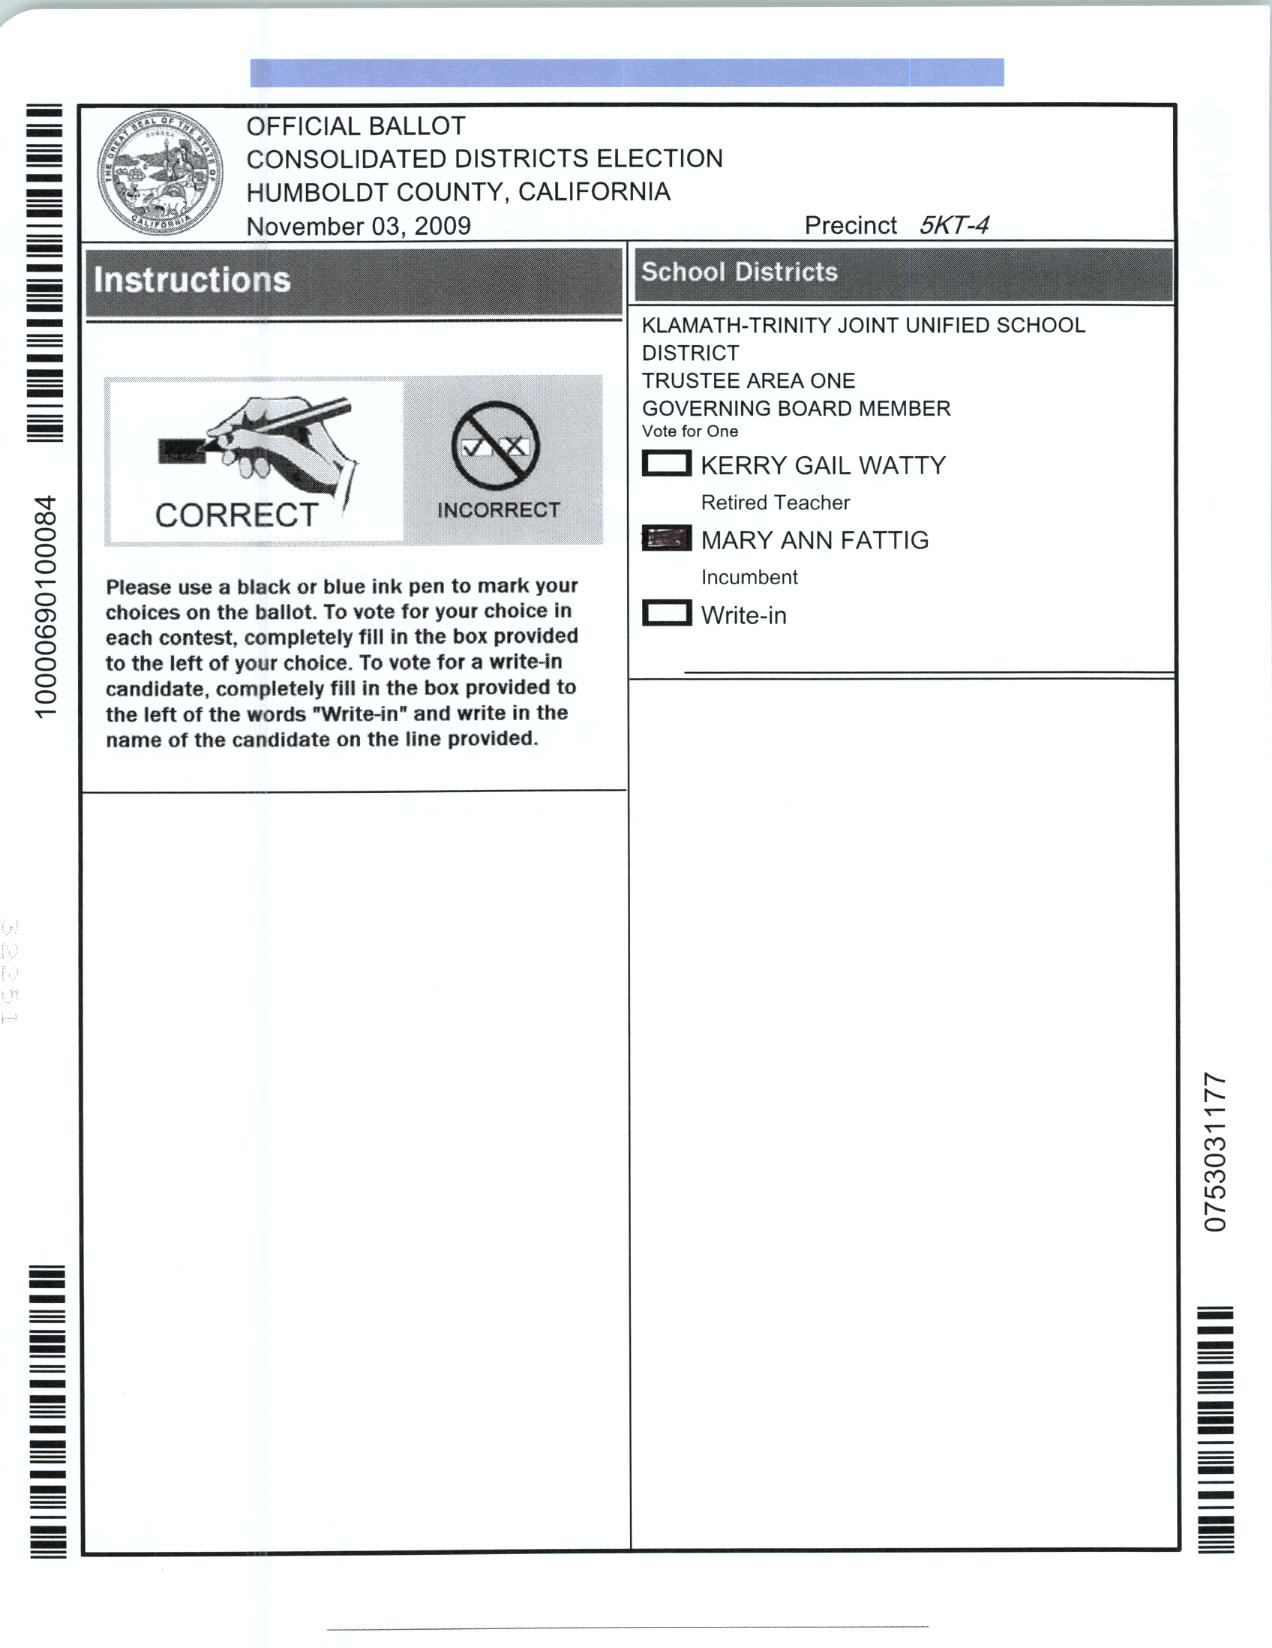 OFFICIAL BALLOT
CONSOLIDATED DISTRICTS ELECTION
HUMBOLDT COUNTY, CALIFORNIA
November 03, 2009
Precinct 5KT-4
THE GREAT SEAL OF THE STATE OF CALIFORNIA
EUREKA
Instructions
CORRECT
INCORRECT
Please use a black or blue ink pen to mark your
choices on the ballot. To vote for your choice in
each contest, completely fill in the box provided
to the left of your choice. To vote for a write-in
candidate, completely fill in the box provided to
the left of the words "Write-in" and write in the
name of the candidate on the line provided.
School Districts
KLAMATH-TRINITY JOINT UNIFIED SCHOOL
DISTRICT
TRUSTEE AREA ONE
GOVERNING BOARD MEMBER
Vote for One
KERRY GAIL WATTY
Retired Teacher
MARY ANN FATTIG
Incumbent
Write-in
10000690100084
32251
0753031177